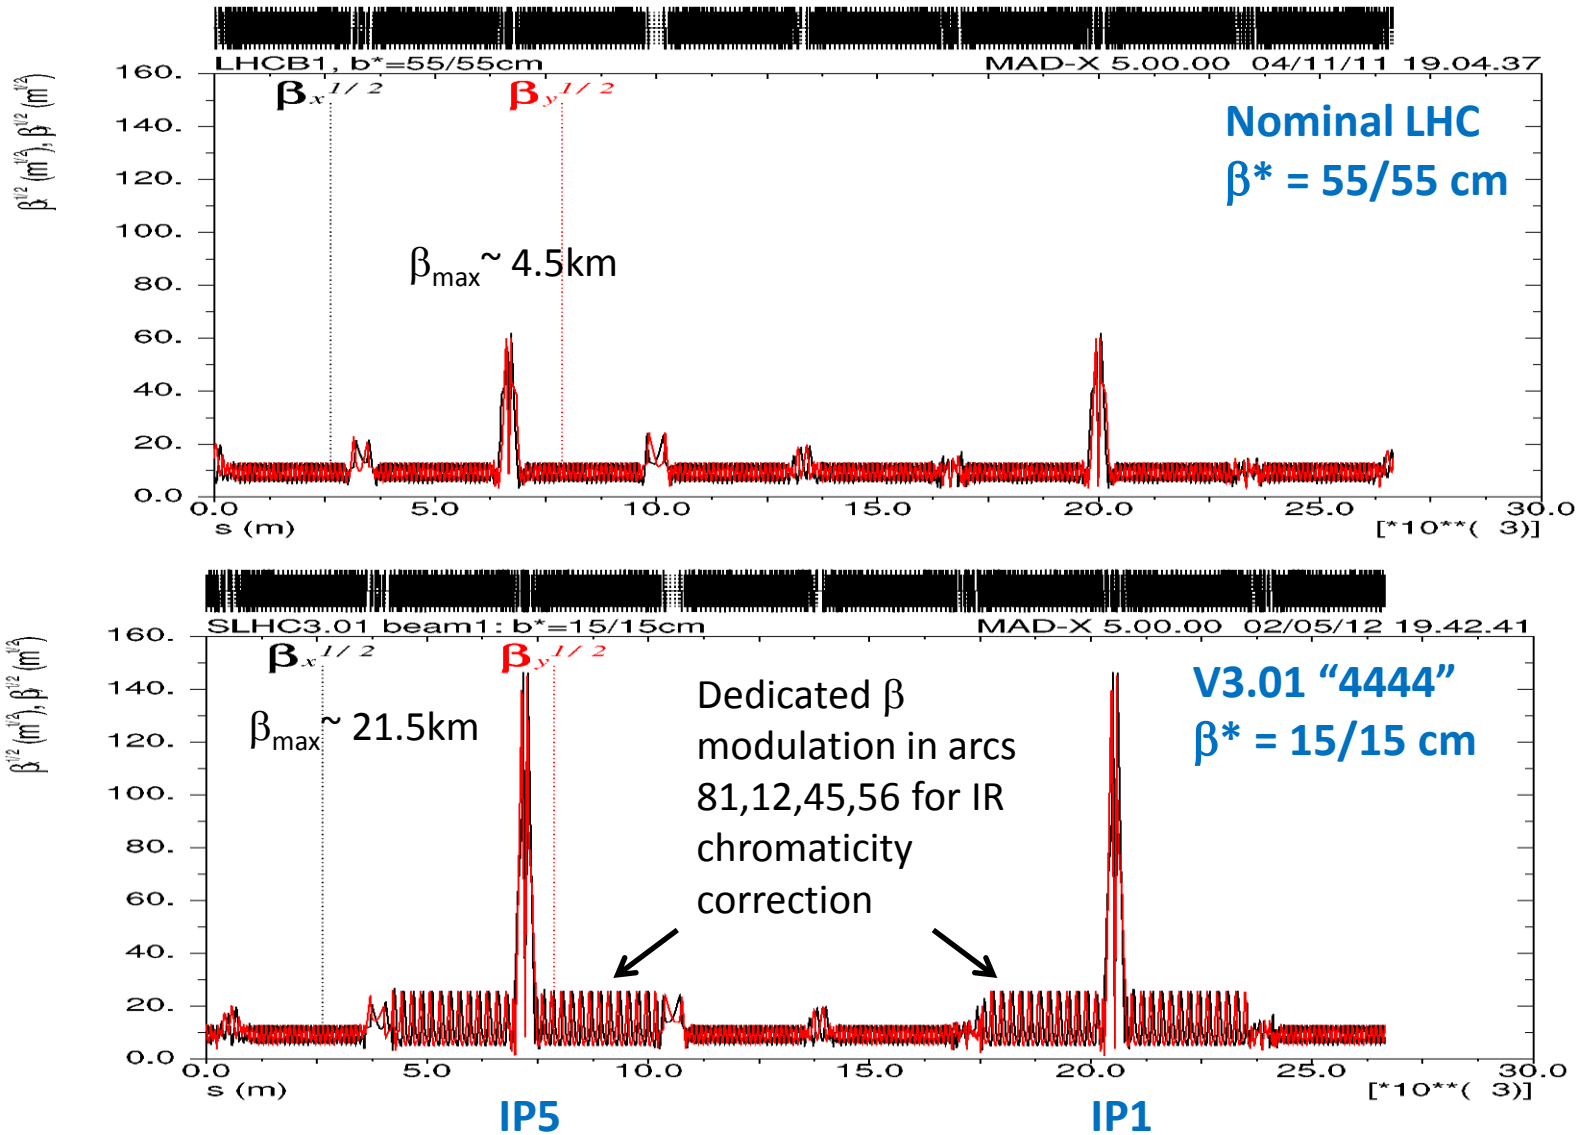 LHCB1, b*=55/55cm MAD-X 5.00.00 04/11/11 19.04.37
βx^1/2 βy^1/2
β^1/2 (m^1/2), β^1/2 (m^1/2)
160.
140.
120.
100.
80.
60.
40.
20.
0.0
Nominal LHC
β* = 55/55 cm
βmax~ 4.5km
0.0 5.0 10.0 15.0 20.0 25.0 30.0
s (m) [*10**( 3)]
SLHC3.01 beam1: b*=15/15cm MAD-X 5.00.00 02/05/12 19.42.41
βx^1/2 βy^1/2
β^1/2 (m^1/2), β^1/2 (m^1/2)
160.
140.
120.
100.
80.
60.
40.
20.
0.0
V3.01 “4444”
β* = 15/15 cm
βmax~ 21.5km
Dedicated β
modulation in arcs
81,12,45,56 for IR
chromaticity
correction
0.0 5.0 10.0 15.0 20.0 25.0 30.0
s (m) [*10**( 3)]
IP5 IP1